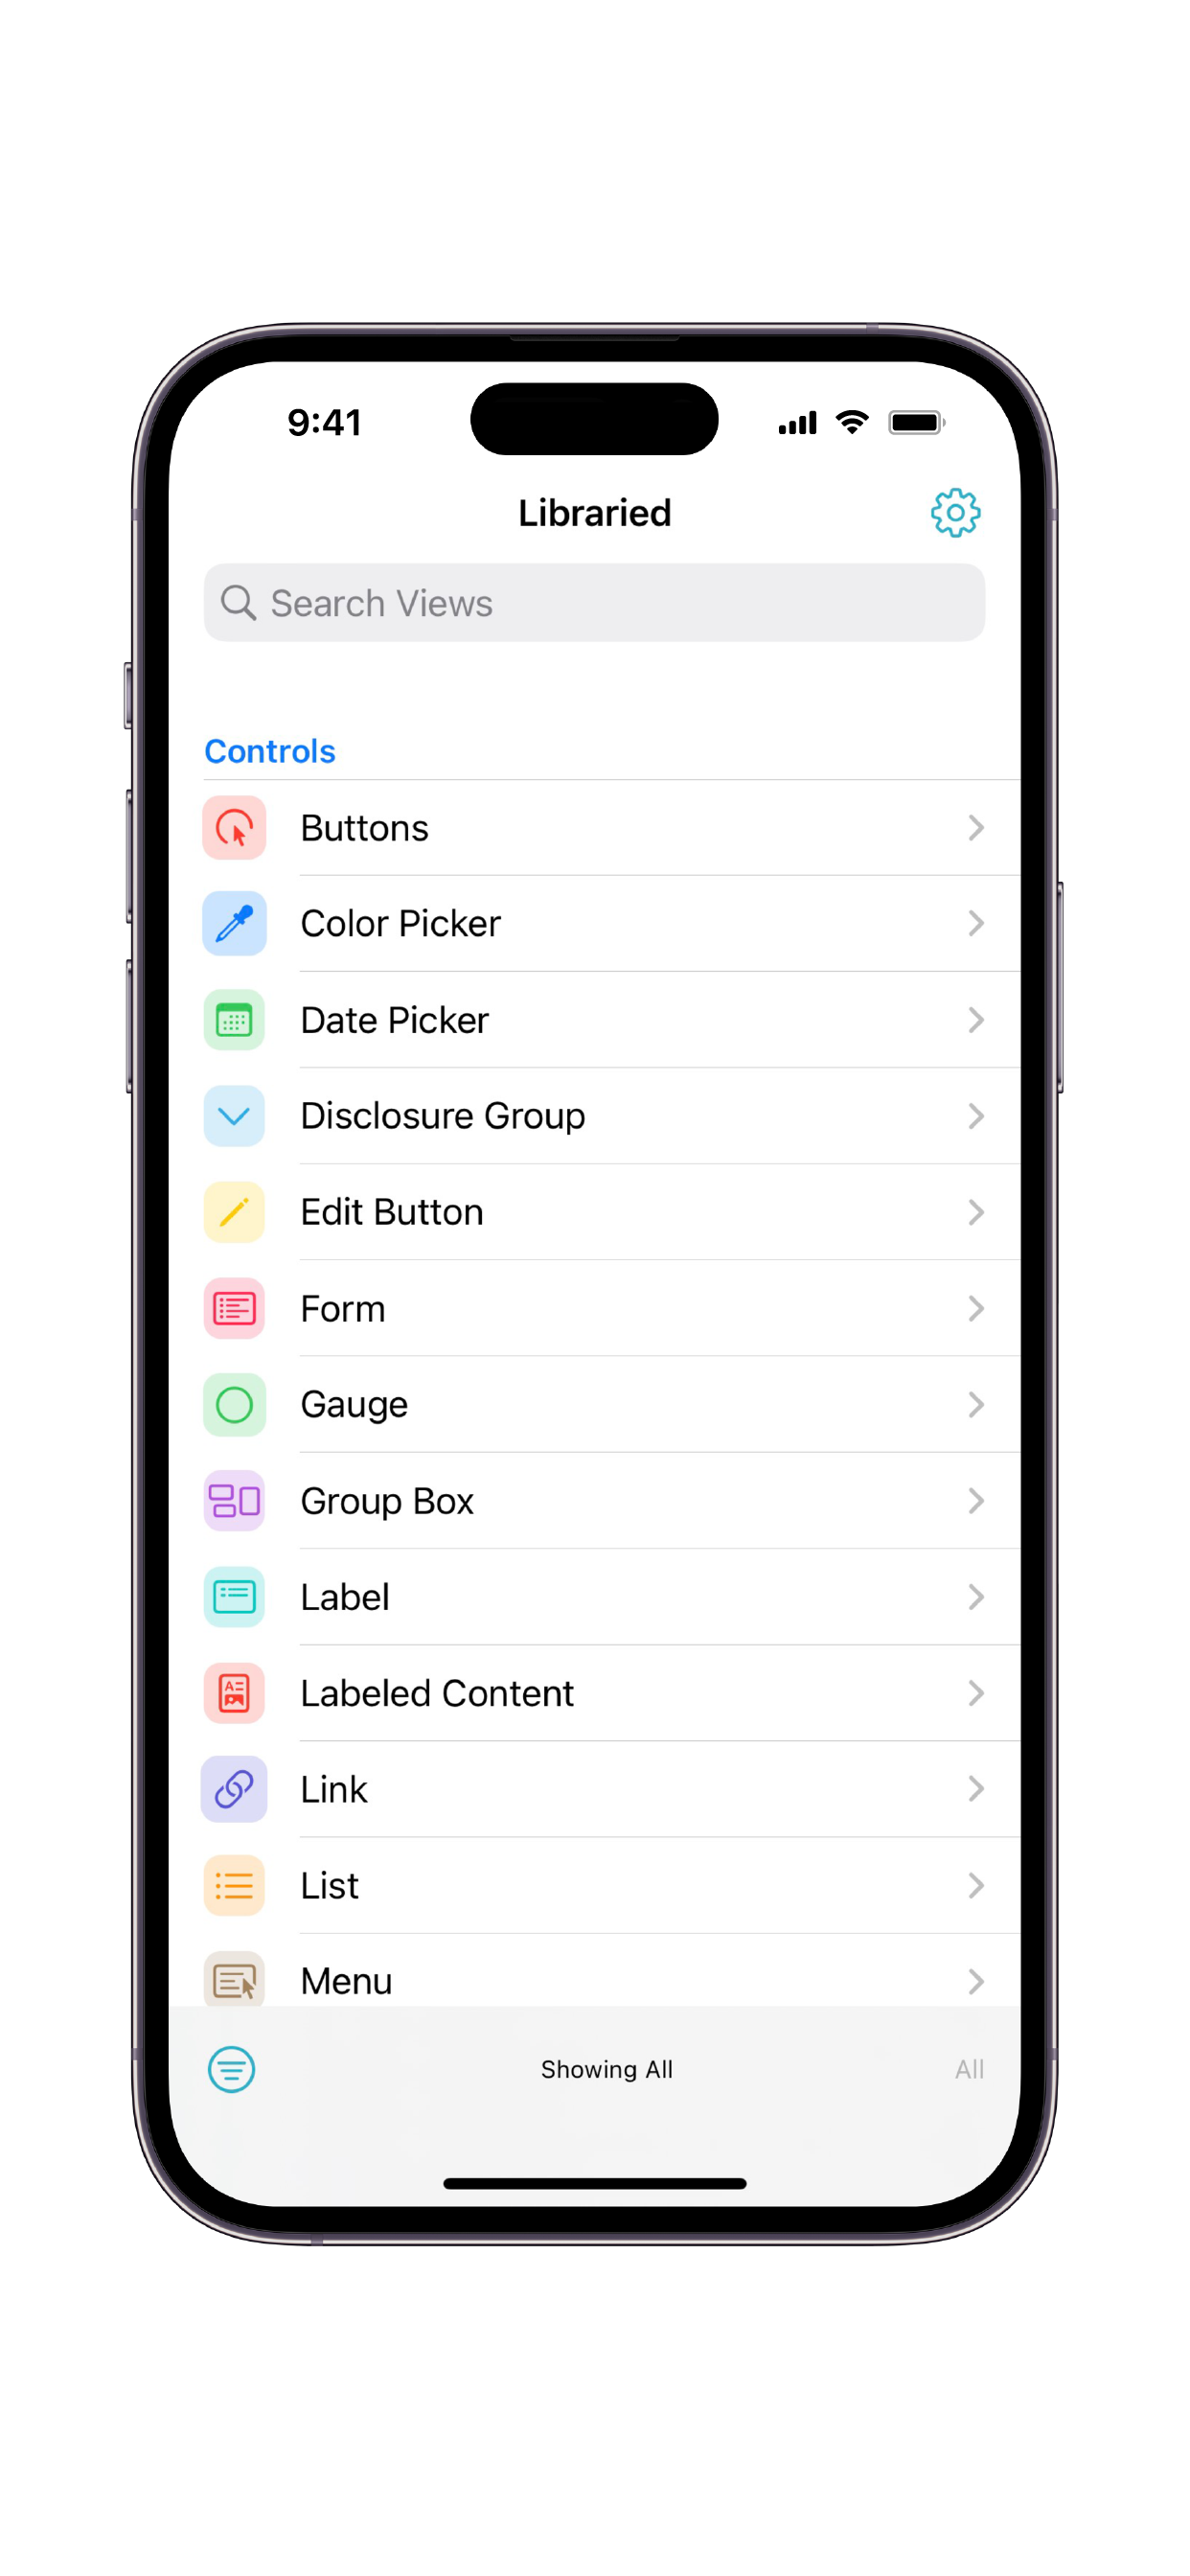 9:41
Libraried
Search Views
Controls
Buttons
Color Picker
Date Picker
Disclosure Group
Edit Button
Form
Gauge
Group Box
Label
Labeled Content
Link
List
Menu
Showing All
All